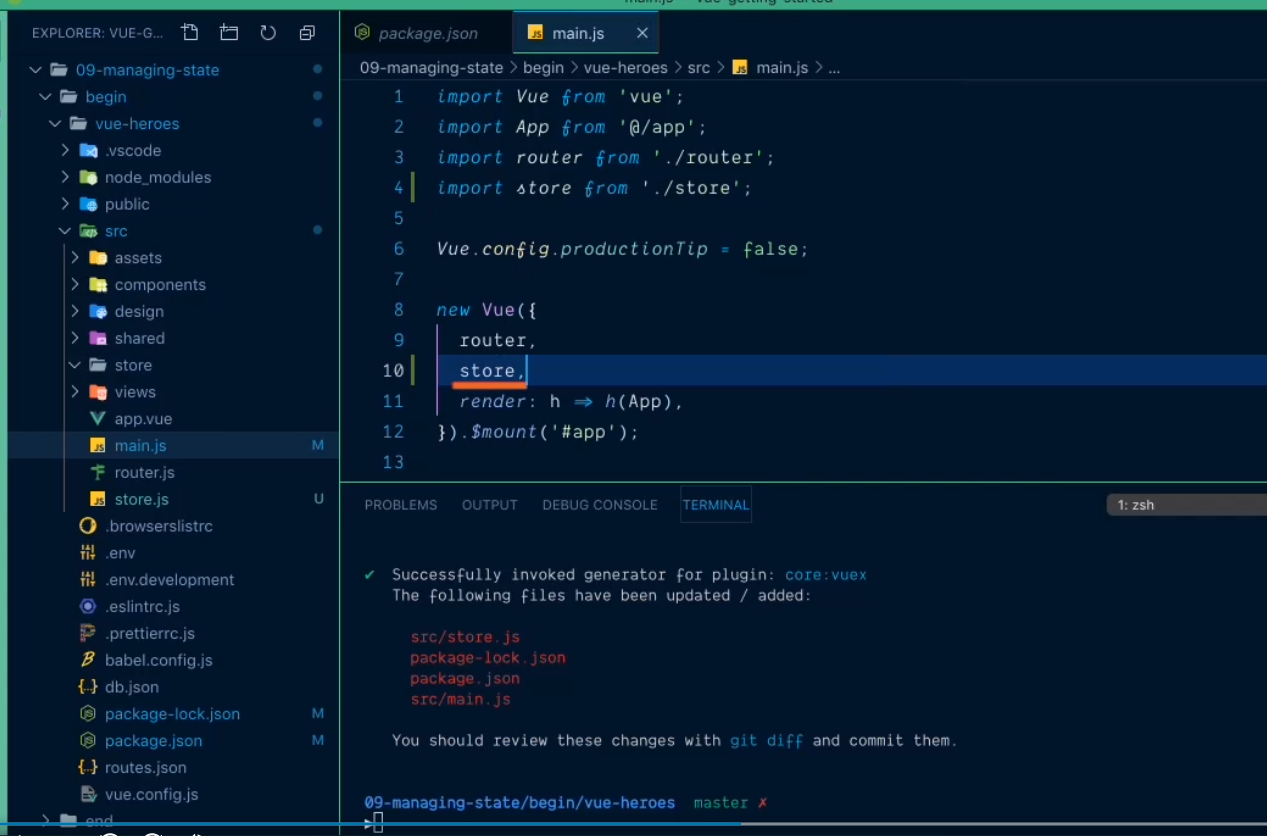 main.js — vue-getting-started
EXPLORER: VUE-G...
package.json
main.js
09-managing-state > begin > vue-heroes > src > main.js > ...
09-managing-state
begin
vue-heroes
.vscode
node_modules
public
src
assets
components
design
shared
store
views
app.vue
main.js M
router.js
store.js U
.browserslistrc
.env
.env.development
.eslintrc.js
.prettierrc.js
babel.config.js
db.json
package-lock.json M
package.json M
routes.json
vue.config.js
end
1 import Vue from 'vue';
2 import App from '@/app';
3 import router from './router';
4 import store from './store';
5
6 Vue.config.productionTip = false;
7
8 new Vue({
9 router,
10 store,
11 render: h => h(App),
12 }).$mount('#app');
13
PROBLEMS OUTPUT DEBUG CONSOLE TERMINAL 1: zsh
✔ Successfully invoked generator for plugin: core:vuex
The following files have been updated / added:
src/store.js
package-lock.json
package.json
src/main.js
You should review these changes with git diff and commit them.
09-managing-state/begin/vue-heroes master ✗